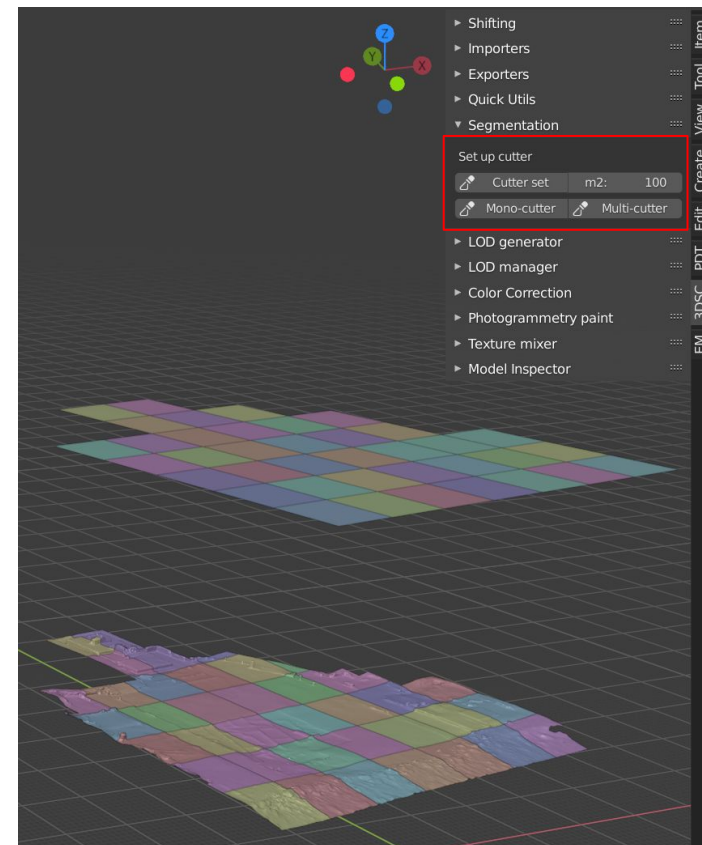 Z
Y
X
Shifting
Importers
Exporters
Quick Utils
Segmentation
Set up cutter
Cutter set m2: 100
Mono-cutter Multi-cutter
LOD generator
LOD manager
Color Correction
Photogrammetry paint
Texture mixer
Model Inspector
Item
Tool
View
Create
Edit
PDT
3DSC
EM